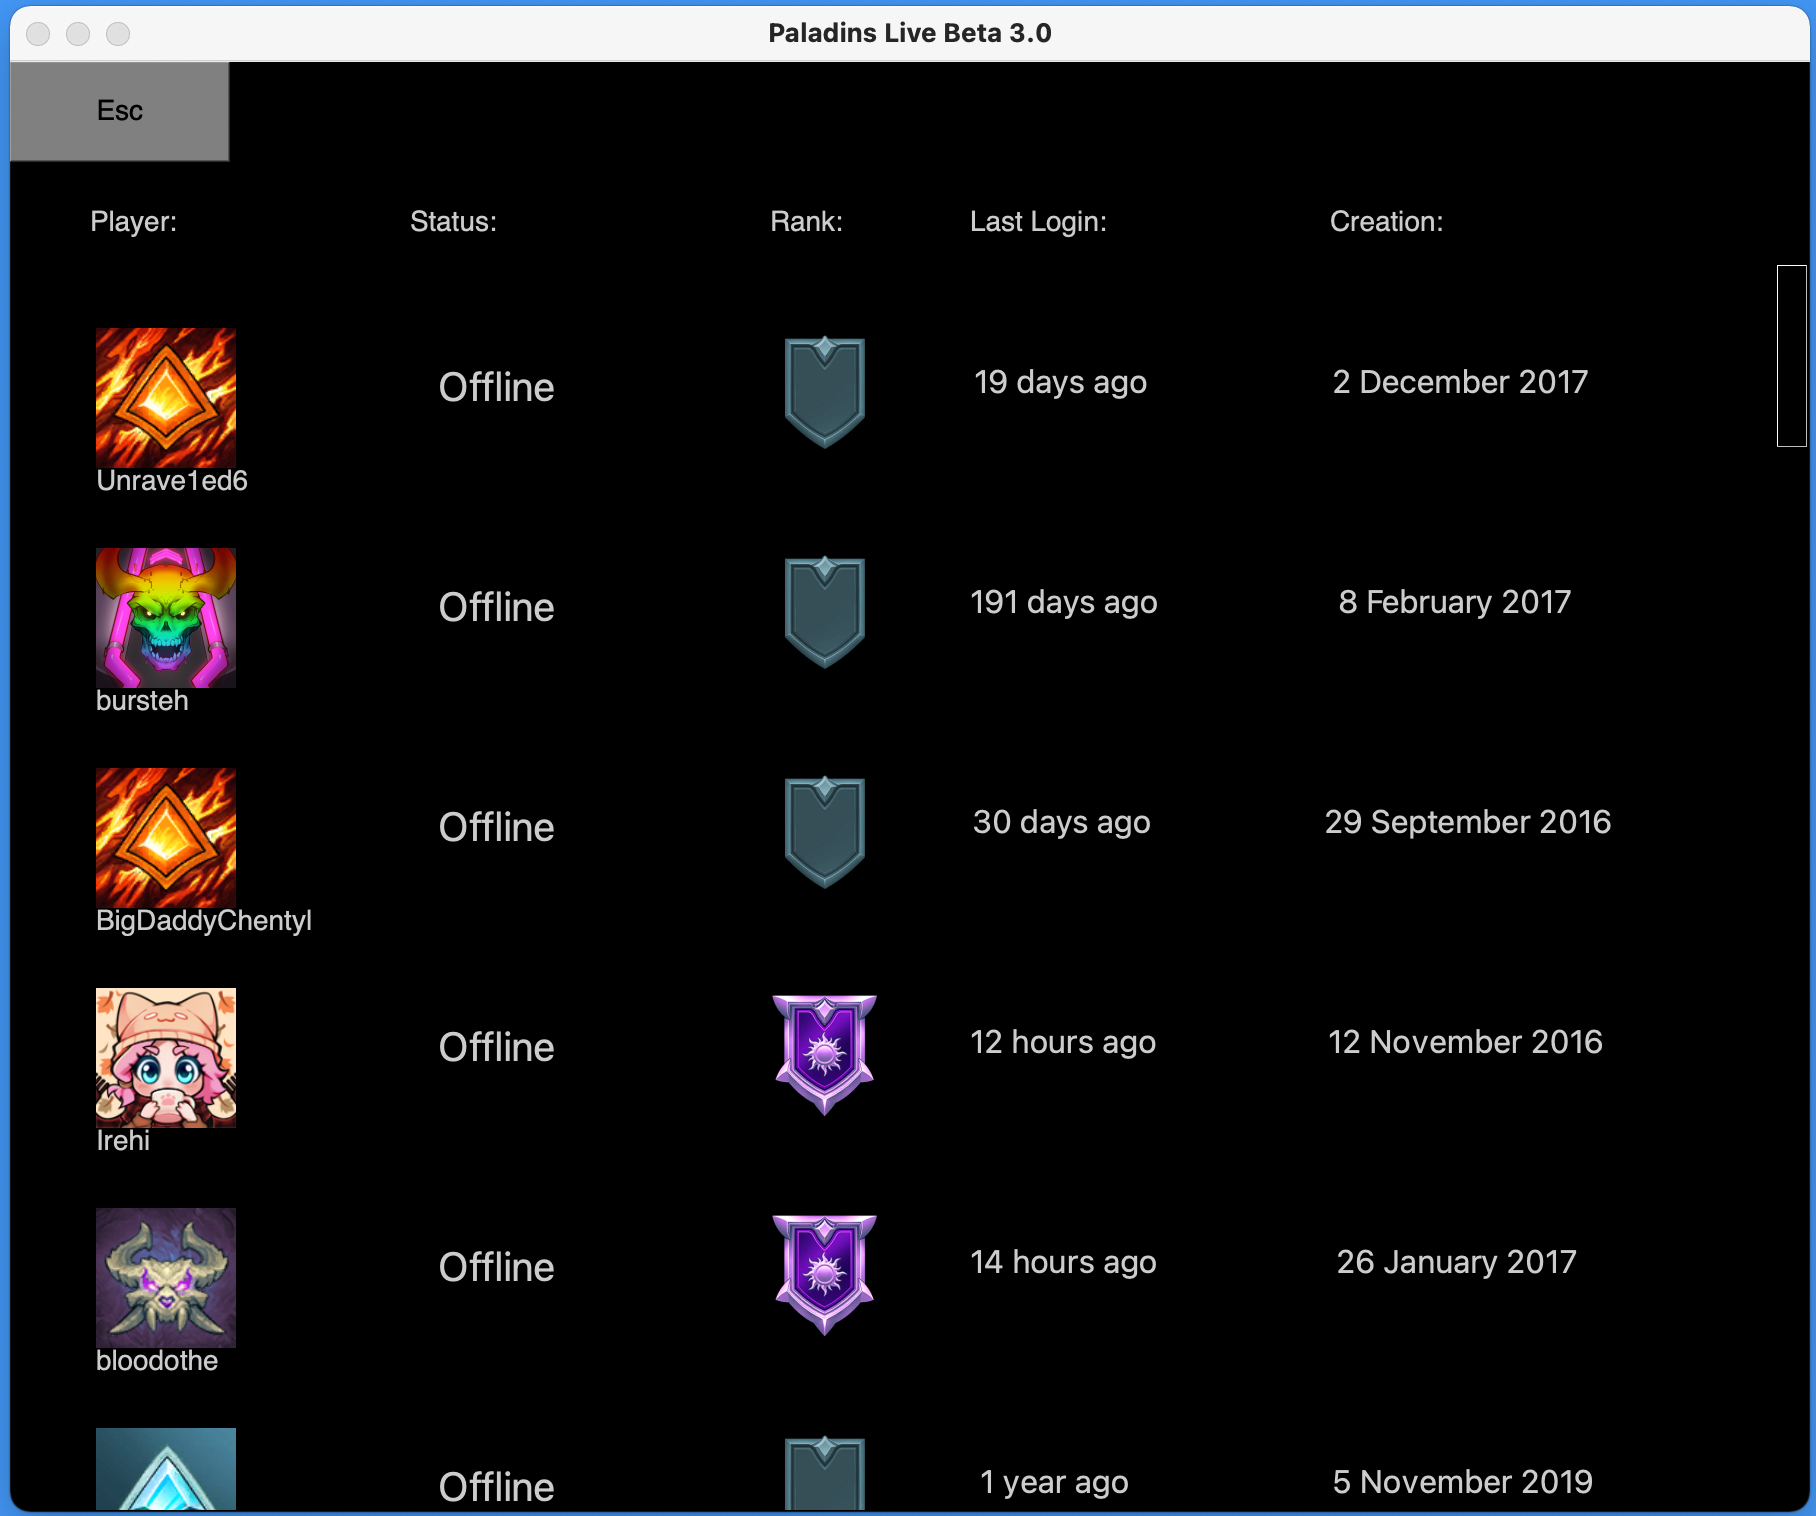 Paladins Live Beta 3.0
Esc
Player: Status: Rank: Last Login: Creation:
Offline 19 days ago 2 December 2017
Unrave1ed6
Offline 191 days ago 8 February 2017
bursteh
Offline 30 days ago 29 September 2016
BigDaddyChentyl
Offline 12 hours ago 12 November 2016
Irehi
Offline 14 hours ago 26 January 2017
bloodothe
Offline 1 year ago 5 November 2019